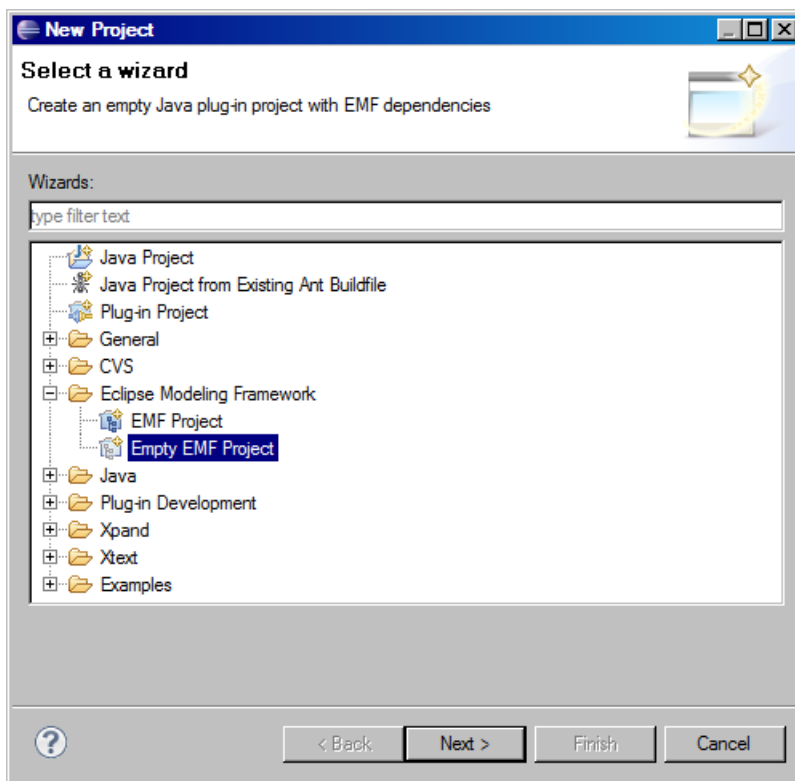 New Project
Select a wizard
Create an empty Java plug-in project with EMF dependencies
Wizards:
type filter text
Java Project
Java Project from Existing Ant Buildfile
Plug-in Project
General
CVS
Eclipse Modeling Framework
EMF Project
Empty EMF Project
Java
Plug-in Development
Xpand
Xtext
Examples
? < Back Next > Finish Cancel